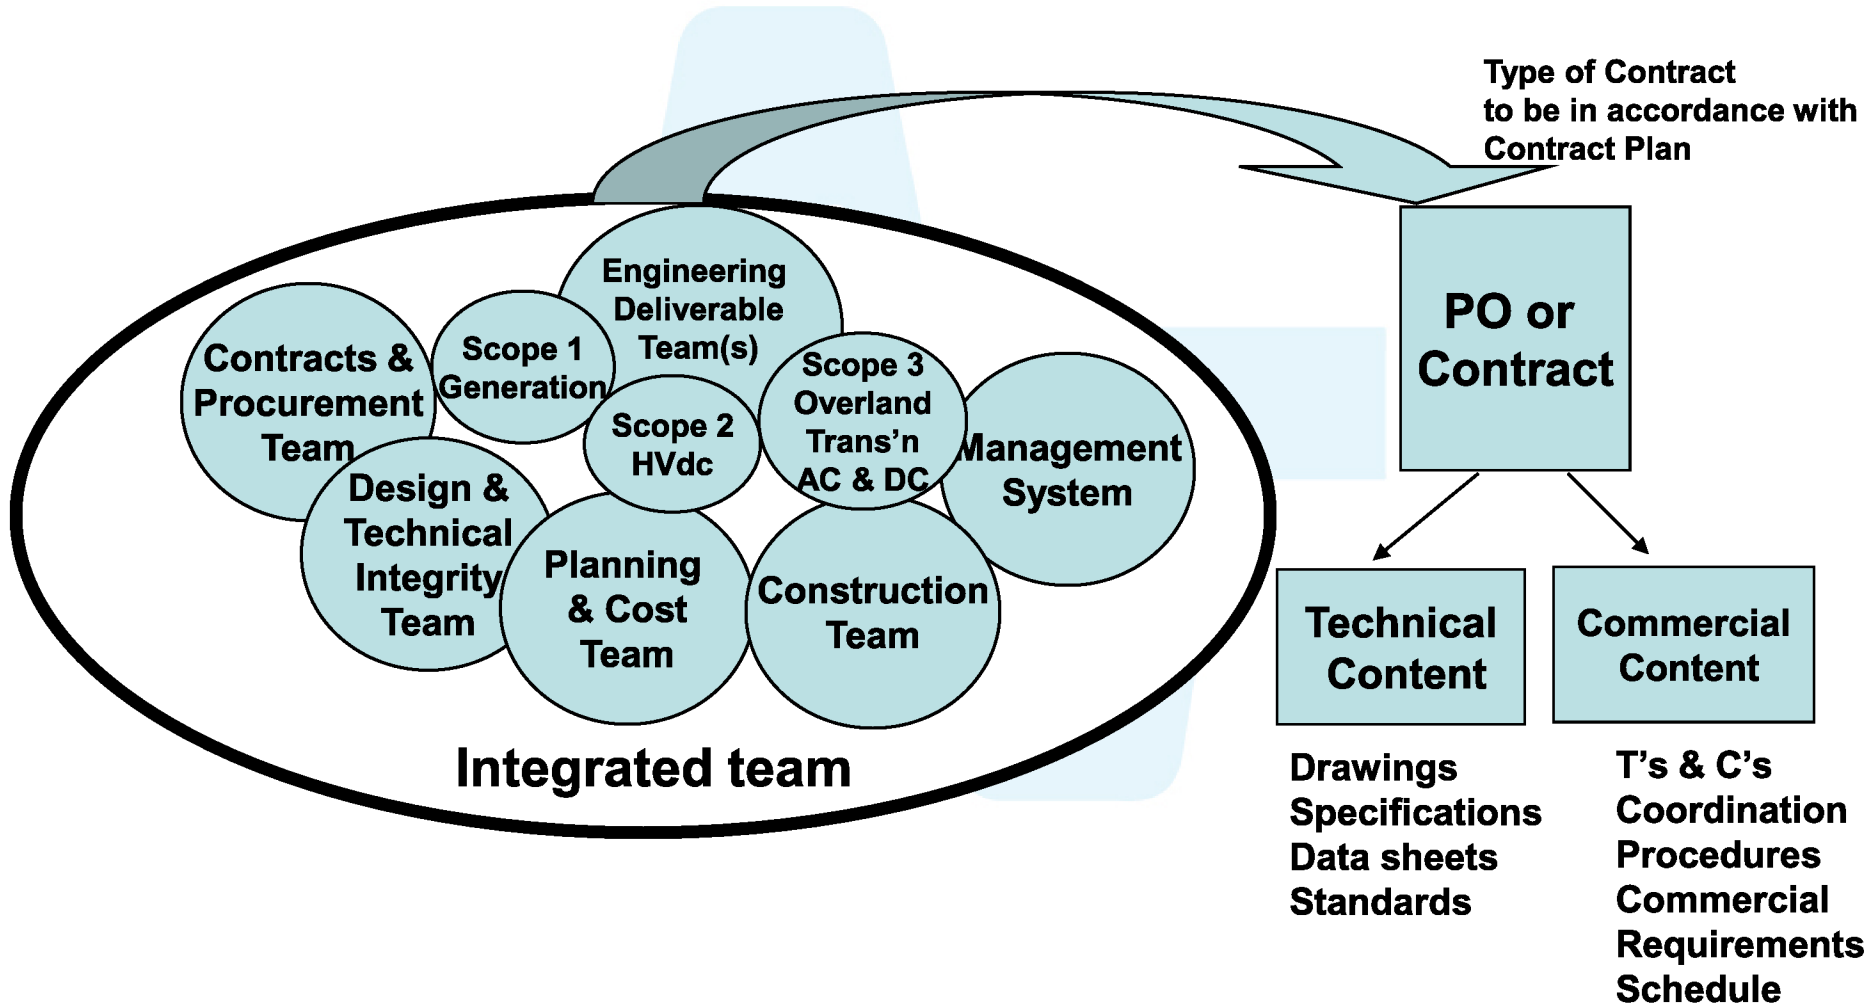 Type of Contract
to be in accordance with
Contract Plan
Engineering
Deliverable
Team(s)
Contracts &
Procurement
Team
Scope 1
Generation
Scope 2
HVdc
Scope 3
Overland
Trans’n
AC & DC
Management
System
Design &
Technical
Integrity
Team
Planning
& Cost
Team
Construction
Team
Integrated team
PO or
Contract
Technical
Content
Commercial
Content
Drawings
Specifications
Data sheets
Standards
T’s & C’s
Coordination
Procedures
Commercial
Requirements
Schedule